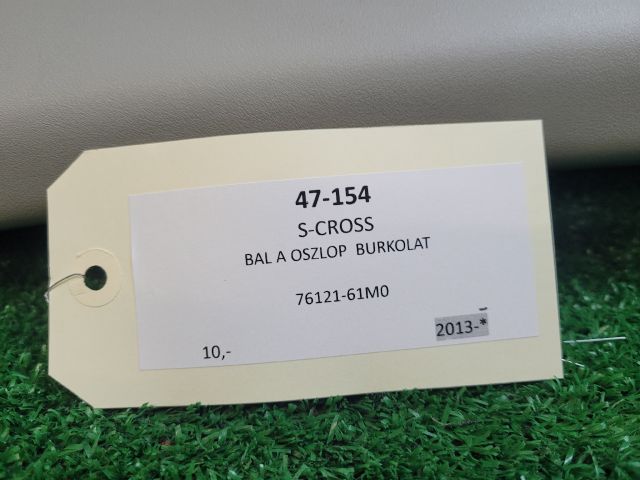 47-154
S-CROSS
BAL A OSZLOP BURKOLAT
76121-61M0
10,-
2013-*